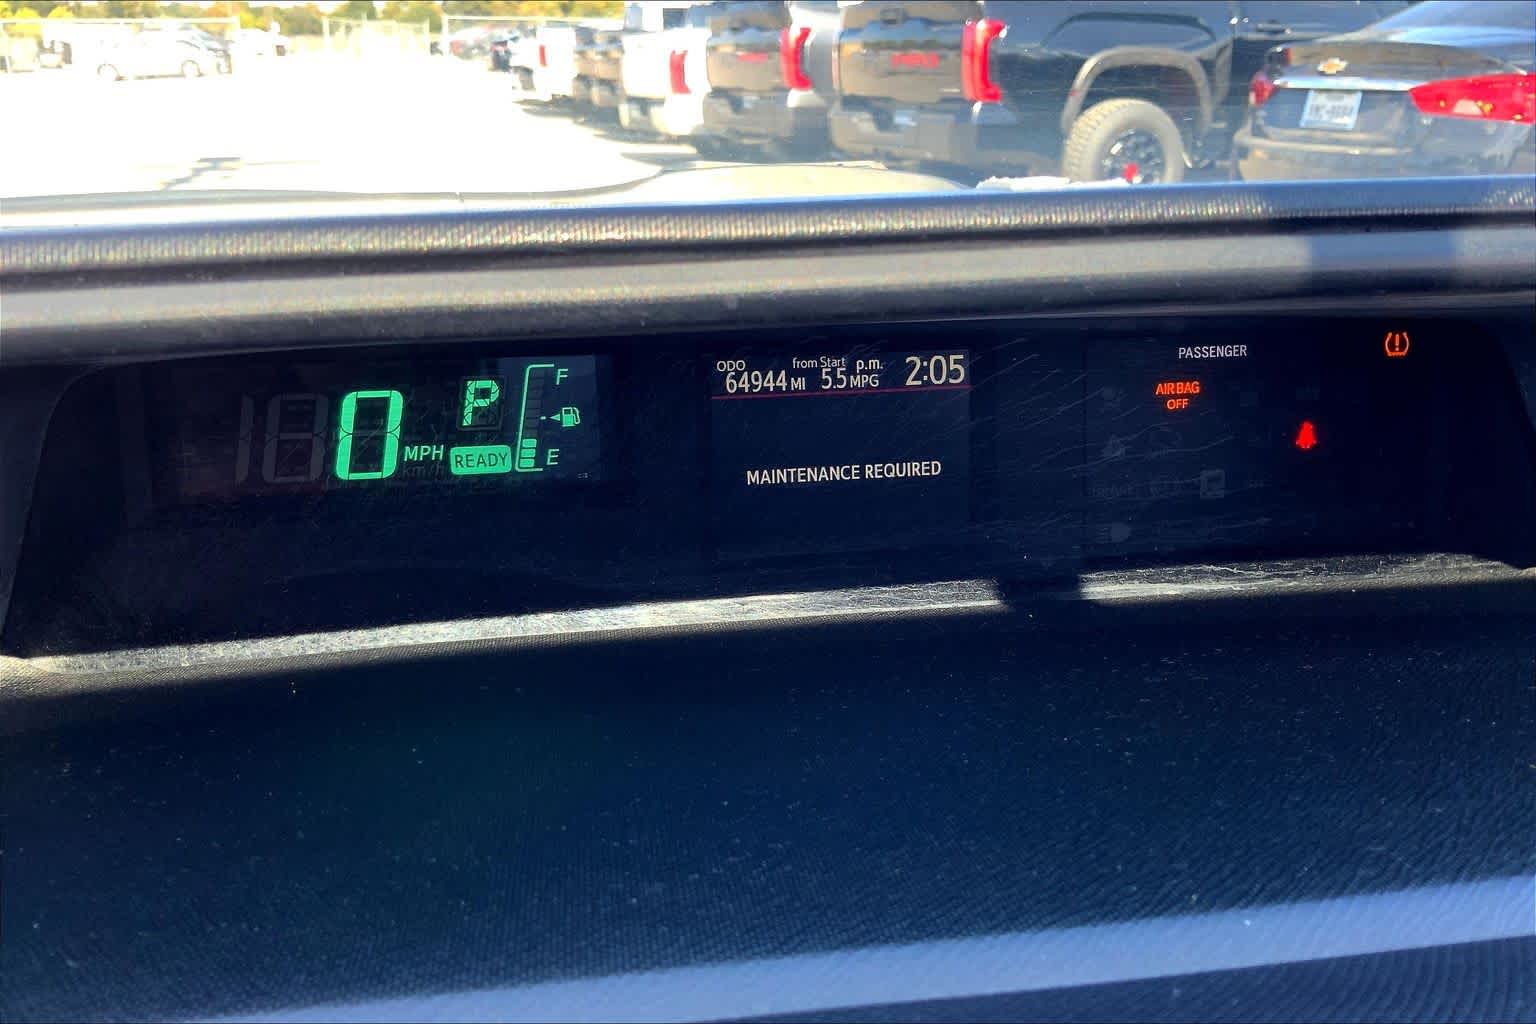 0 MPH
P
READY
F
E
ODO
64944 MI
from Start
5.5 MPG
p.m.
2:05
MAINTENANCE REQUIRED
PASSENGER
AIR BAG
OFF
TRD